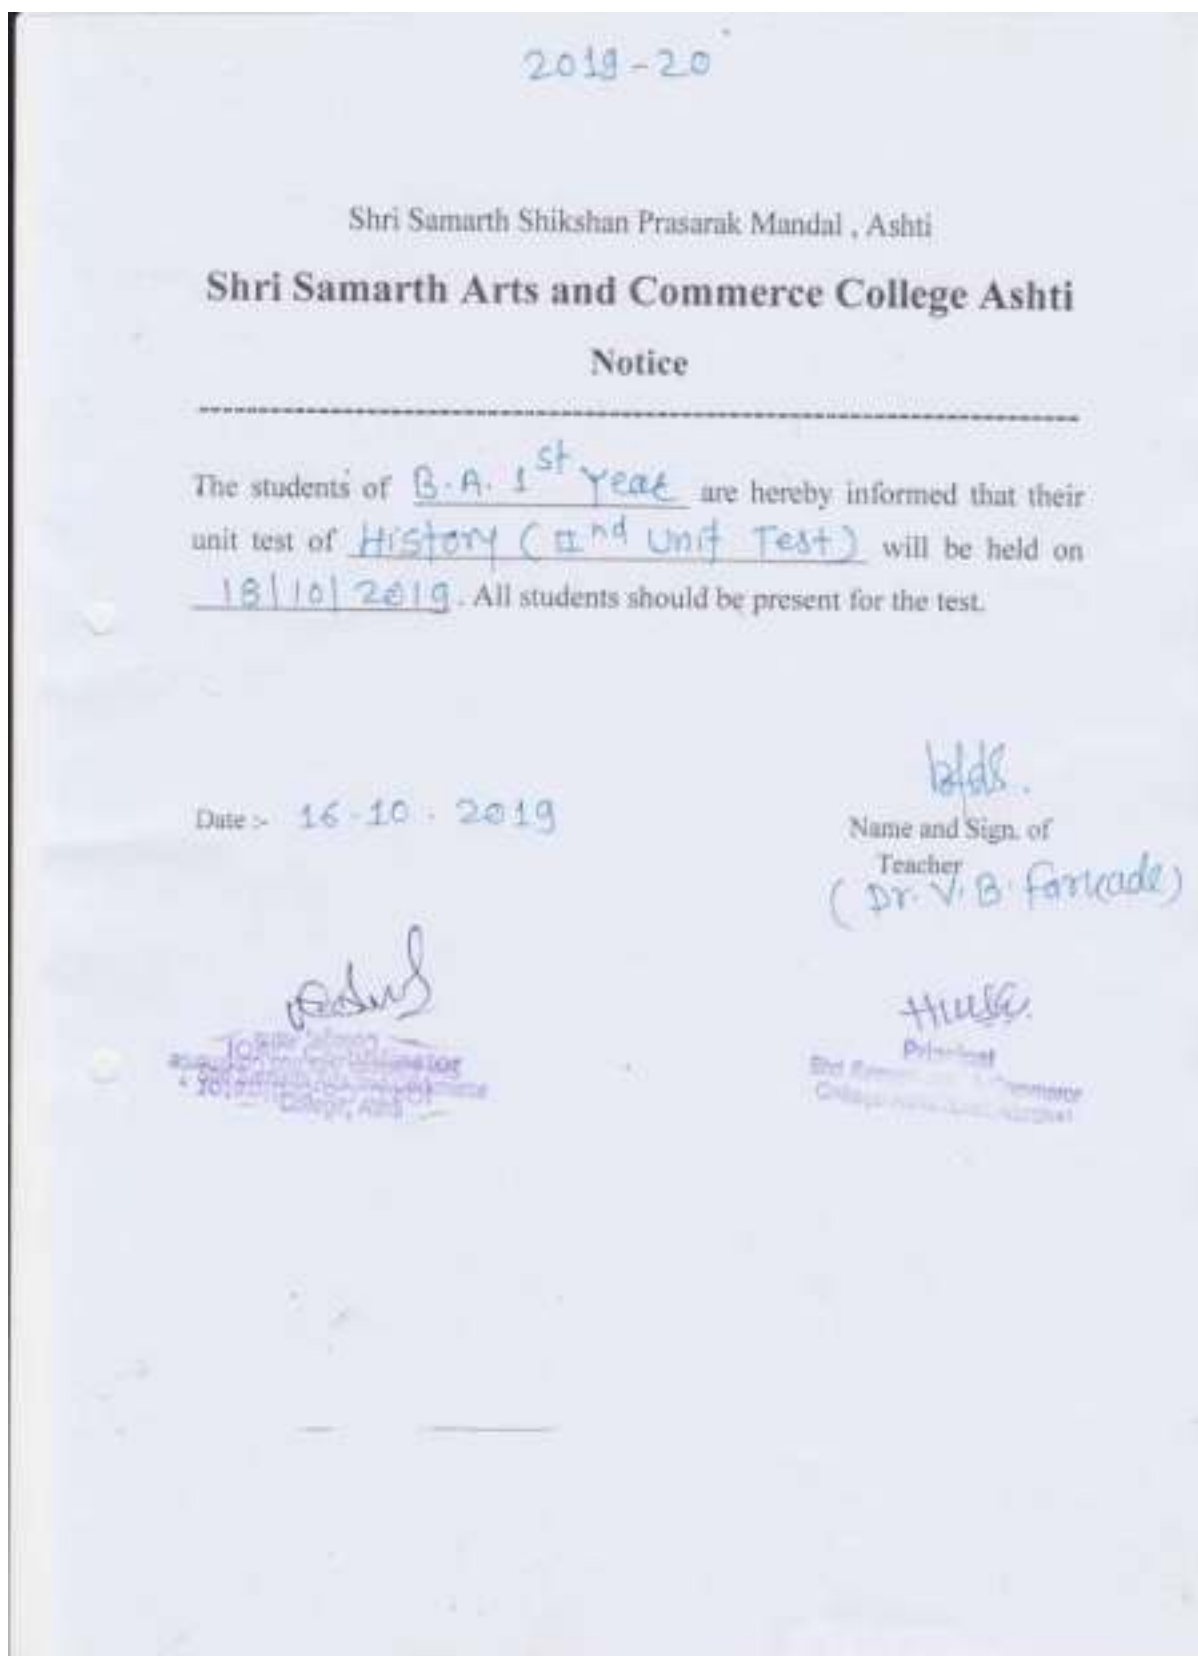 2019-20
Shri Samarth Shikshan Prasarak Mandal , Ashti
Shri Samarth Arts and Commerce College Ashti
Notice
The students of B.A. 1st Year are hereby informed that their
unit test of History (IInd Unit Test) will be held on
18|10|2019. All students should be present for the test.
Date :- 16-10.2019
Name and Sign. of
Teacher
(Dr. V. B.
Principal
College, Ashti